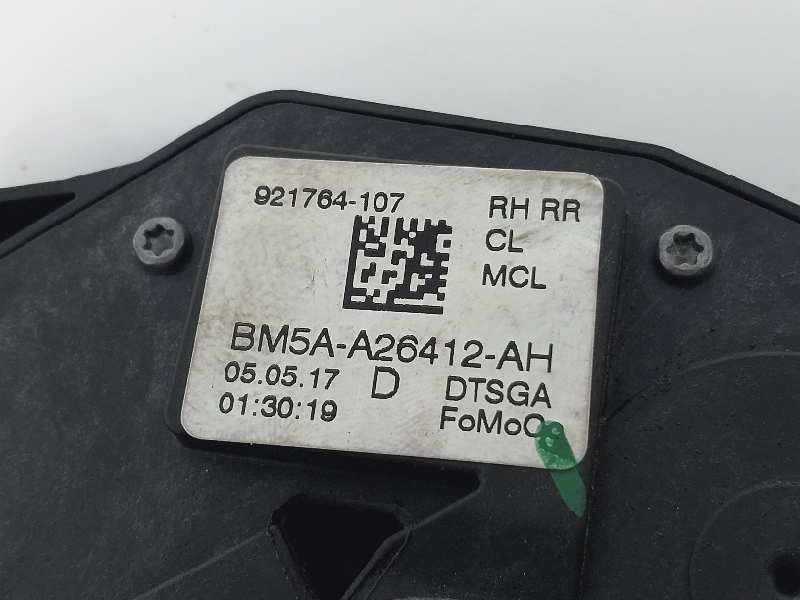 921764-107 RH RR
CL
MCL
BM5A-A26412-AH
05.05.17 D DTSGA
01:30:19 FoMoCo